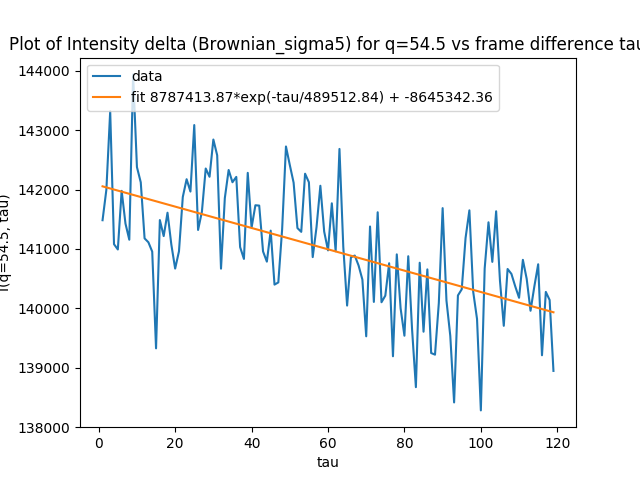 Plot of Intensity delta (Brownian_sigma5) for q=54.5 vs frame difference tau
data
fit 8787413.87*exp(-tau/489512.84) + -8645342.36
I(q=54.5, tau)
144000
143000
142000
141000
140000
139000
138000
0 20 40 60 80 100 120
tau